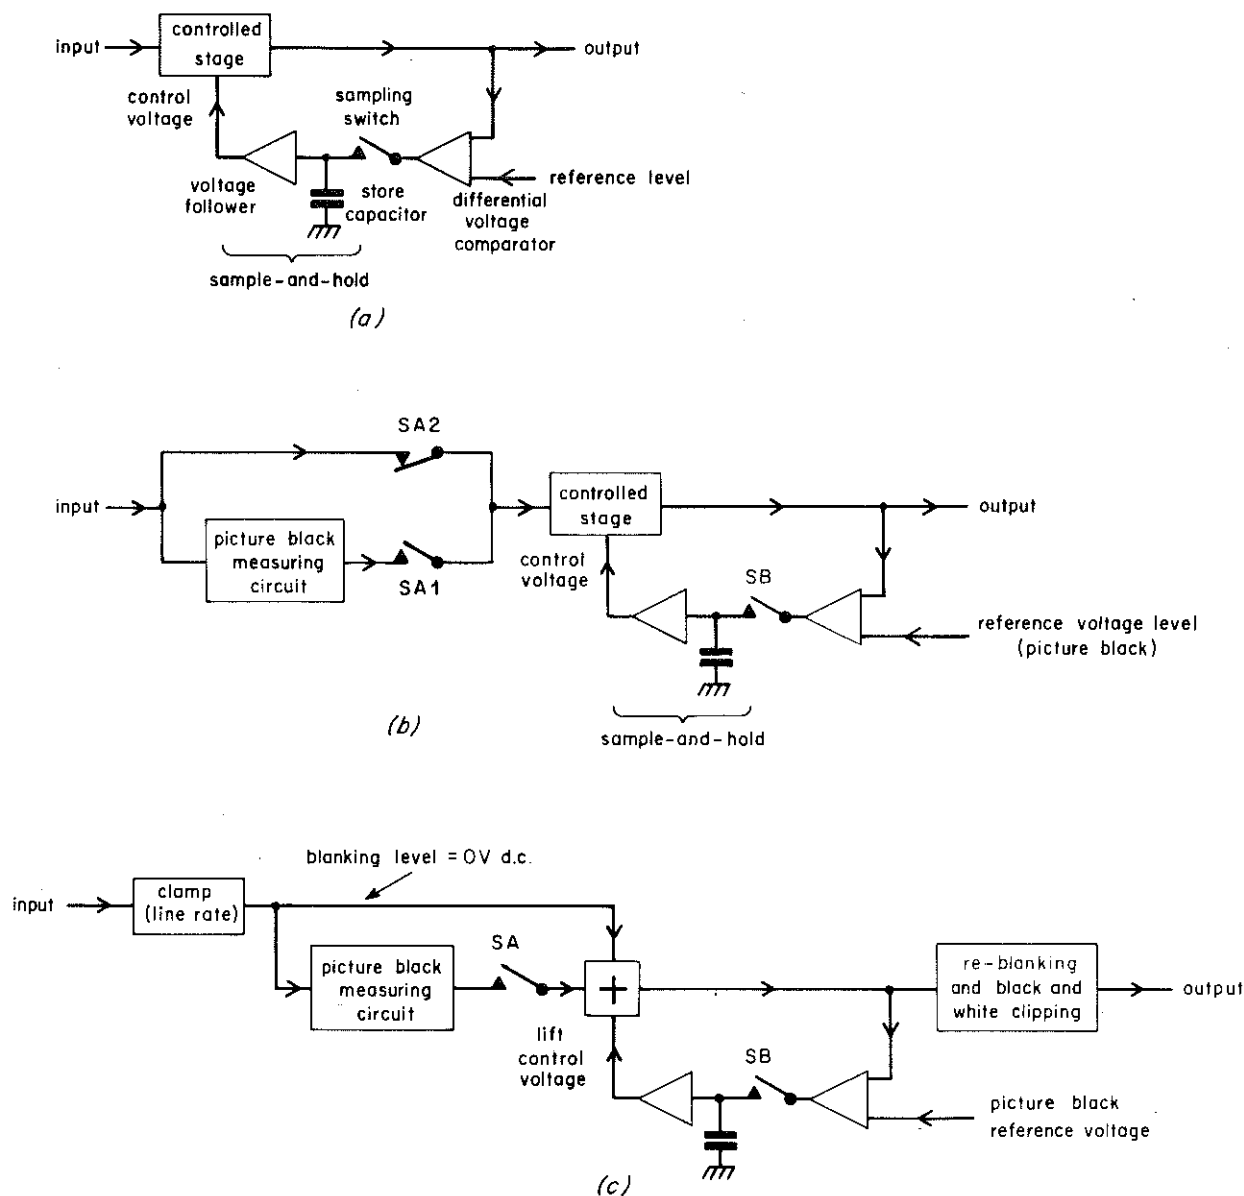 input
controlled
stage
output
control
voltage
sampling
switch
reference level
voltage
follower
store
capacitor
differential
voltage
comparator
sample-and-hold
(a)
SA2
input
controlled
stage
output
picture black
measuring
circuit
SA1
control
voltage
SB
reference voltage level
(picture black)
(b)
sample-and-hold
blanking level = 0V d.c.
input
clamp
(line rate)
SA
picture black
measuring
circuit
+
re-blanking
and black and
white clipping
output
lift
control
voltage
SB
picture black
reference voltage
(c)